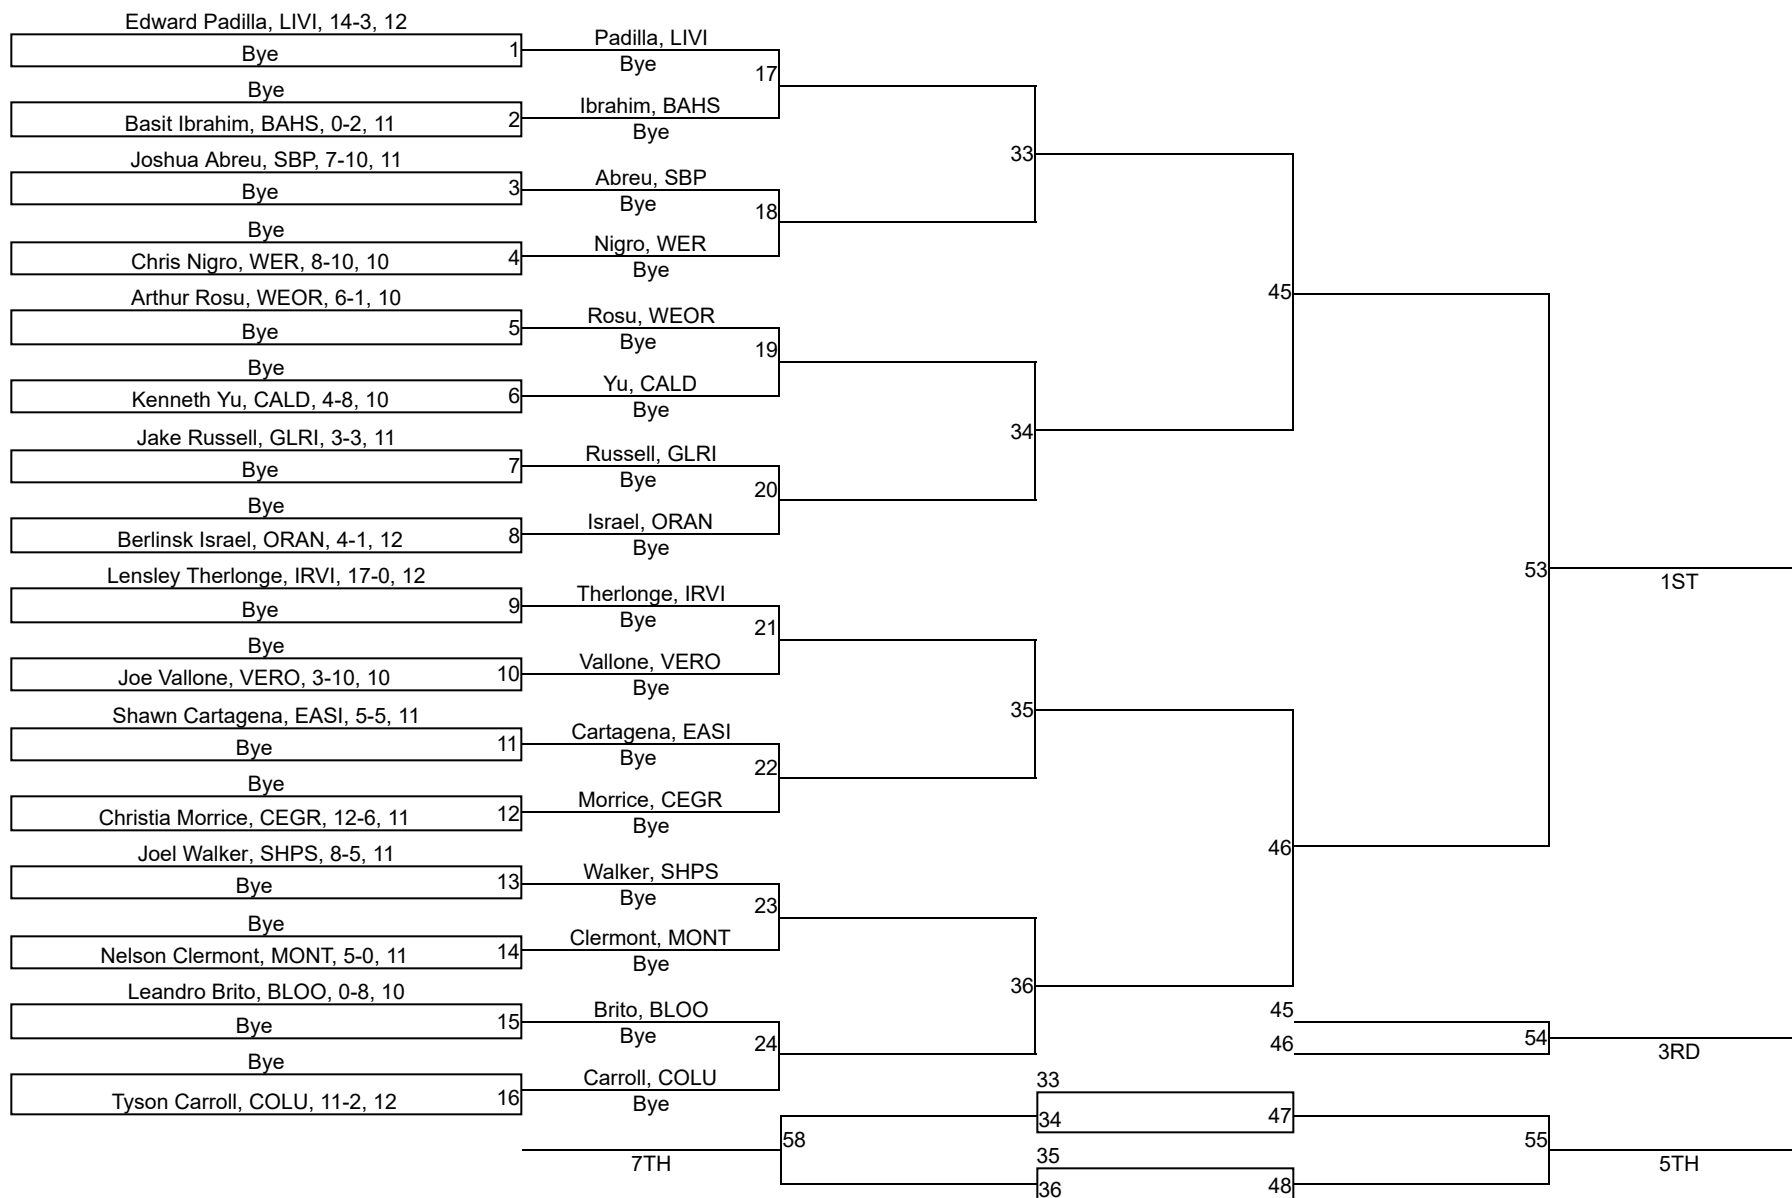 Edward Padilla, LIVI, 14-3, 12
Bye
1
Bye
Basit Ibrahim, BAHS, 0-2, 11
2
Joshua Abreu, SBP, 7-10, 11
Bye
3
Bye
Chris Nigro, WER, 8-10, 10
4
Arthur Rosu, WEOR, 6-1, 10
Bye
5
Bye
Kenneth Yu, CALD, 4-8, 10
6
Jake Russell, GLRI, 3-3, 11
Bye
7
Bye
Berlinsk Israel, ORAN, 4-1, 12
8
Lensley Therlonge, IRVI, 17-0, 12
Bye
9
Bye
Joe Vallone, VERO, 3-10, 10
10
Shawn Cartagena, EASI, 5-5, 11
Bye
11
Bye
Christia Morrice, CEGR, 12-6, 11
12
Joel Walker, SHPS, 8-5, 11
Bye
13
Bye
Nelson Clermont, MONT, 5-0, 11
14
Leandro Brito, BLOO, 0-8, 10
Bye
15
Bye
Tyson Carroll, COLU, 11-2, 12
16
Padilla, LIVI
Bye
17
Ibrahim, BAHS
Bye
Abreu, SBP
Bye
18
Nigro, WER
Bye
Rosu, WEOR
Bye
19
Yu, CALD
Bye
Russell, GLRI
Bye
20
Israel, ORAN
Bye
Therlonge, IRVI
Bye
21
Vallone, VERO
Bye
Cartagena, EASI
Bye
22
Morrice, CEGR
Bye
Walker, SHPS
Bye
23
Clermont, MONT
Bye
Brito, BLOO
Bye
24
Carroll, COLU
Bye
33
34
35
36
45
46
53
1ST
45
46
54
3RD
33
34
47
35
36
48
55
5TH
58
7TH